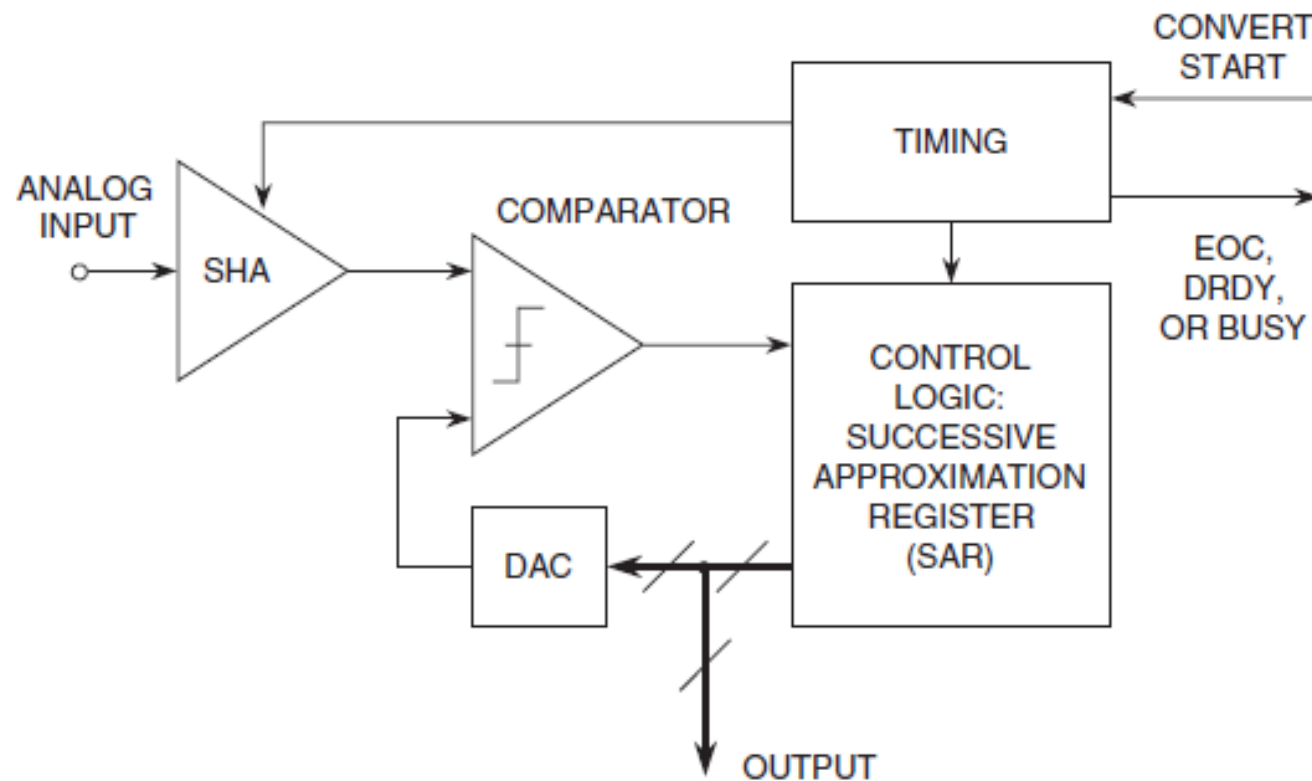 CONVERT
START
TIMING
ANALOG
INPUT
SHA
COMPARATOR
EOC,
DRDY,
OR BUSY
CONTROL
LOGIC:
SUCCESSIVE
APPROXIMATION
REGISTER
(SAR)
DAC
OUTPUT